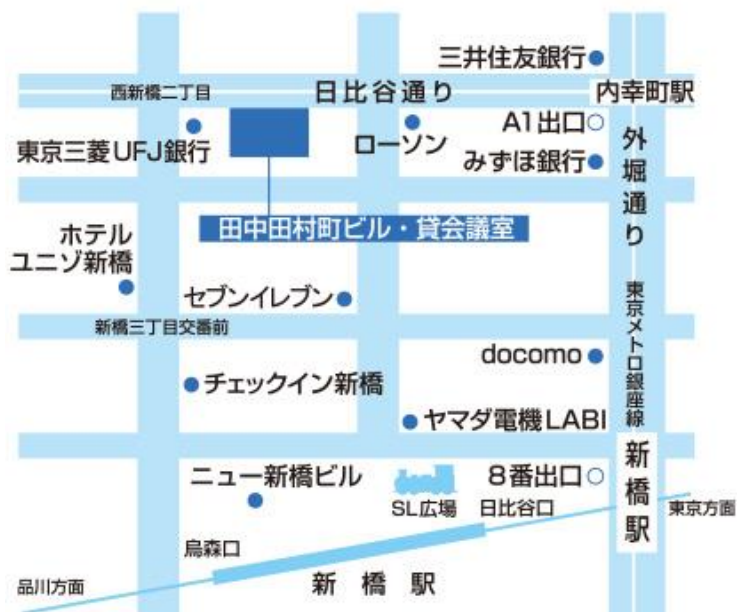 三井住友銀行
西新橋二丁目
日比谷通り
内幸町駅
東京三菱UFJ銀行
ローソン
A1出口
みずほ銀行
外堀通り
田中田村町ビル・貸会議室
ホテル
ユニゾ新橋
セブンイレブン
東京メトロ銀座線
新橋三丁目交番前
docomo
チェックイン新橋
ヤマダ電機LABI
ニュー新橋ビル
8番出口
新橋駅
SL広場
日比谷口
東京方面
烏森口
品川方面
新橋駅